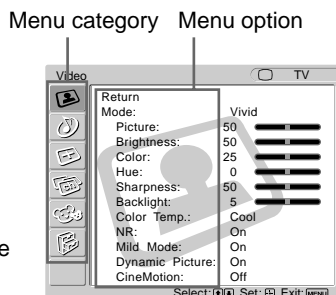 Menu category Menu option
Video TV
Return
Mode: Vivid
Picture: 50
Brightness: 50
Color: 25
Hue: 0
Sharpness: 50
Backlight: 5
Color Temp.: Cool
NR: On
Mild Mode: On
Dynamic Picture: On
CineMotion: Off
e
Select: Set: Exit: MENU